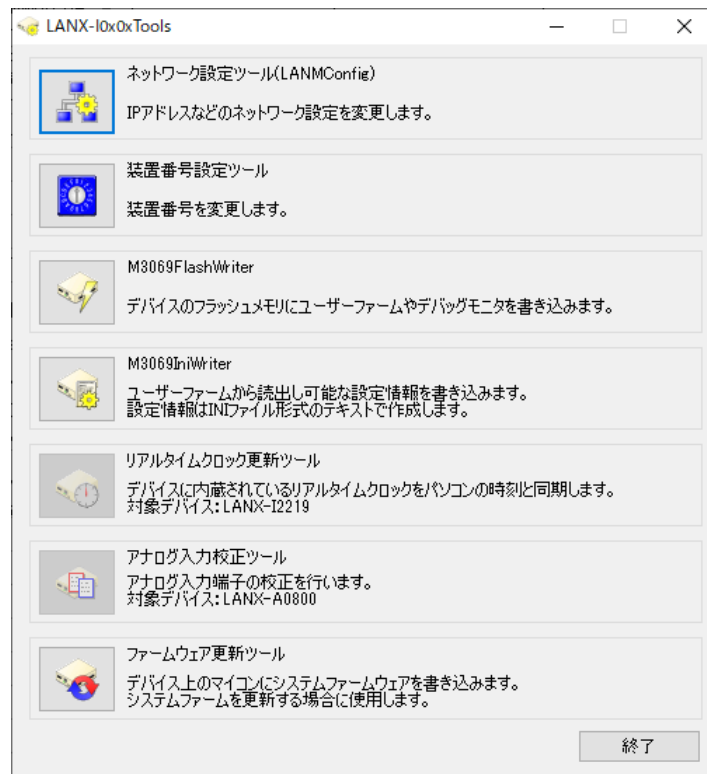 LANX-I0x0xTools
ネットワーク設定ツール(LANMConfig)
IPアドレスなどのネットワーク設定を変更します。
装置番号設定ツール
装置番号を変更します。
M3069FlashWriter
デバイスのフラッシュメモリにユーザーファームやデバッグモニタを書き込みます。
M3069IniWriter
ユーザーファームから読出し可能な設定情報を書き込みます。
設定情報はINIファイル形式のテキストで作成します。
リアルタイムクロック更新ツール
デバイスに内蔵されているリアルタイムクロックをパソコンの時刻と同期します。
対象デバイス:LANX-I2219
アナログ入力校正ツール
アナログ入力端子の校正を行います。
対象デバイス:LANX-A0800
ファームウェア更新ツール
デバイス上のマイコンにシステムファームウェアを書き込みます。
システムファームを更新する場合に使用します。
終了